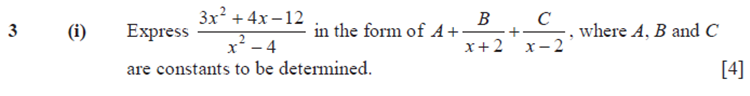 3 (i) Express \frac{3x^2 + 4x - 12}{x^2 - 4} in the form of A + \frac{B}{x + 2} + \frac{C}{x - 2}, where A, B and C
are constants to be determined. [4]